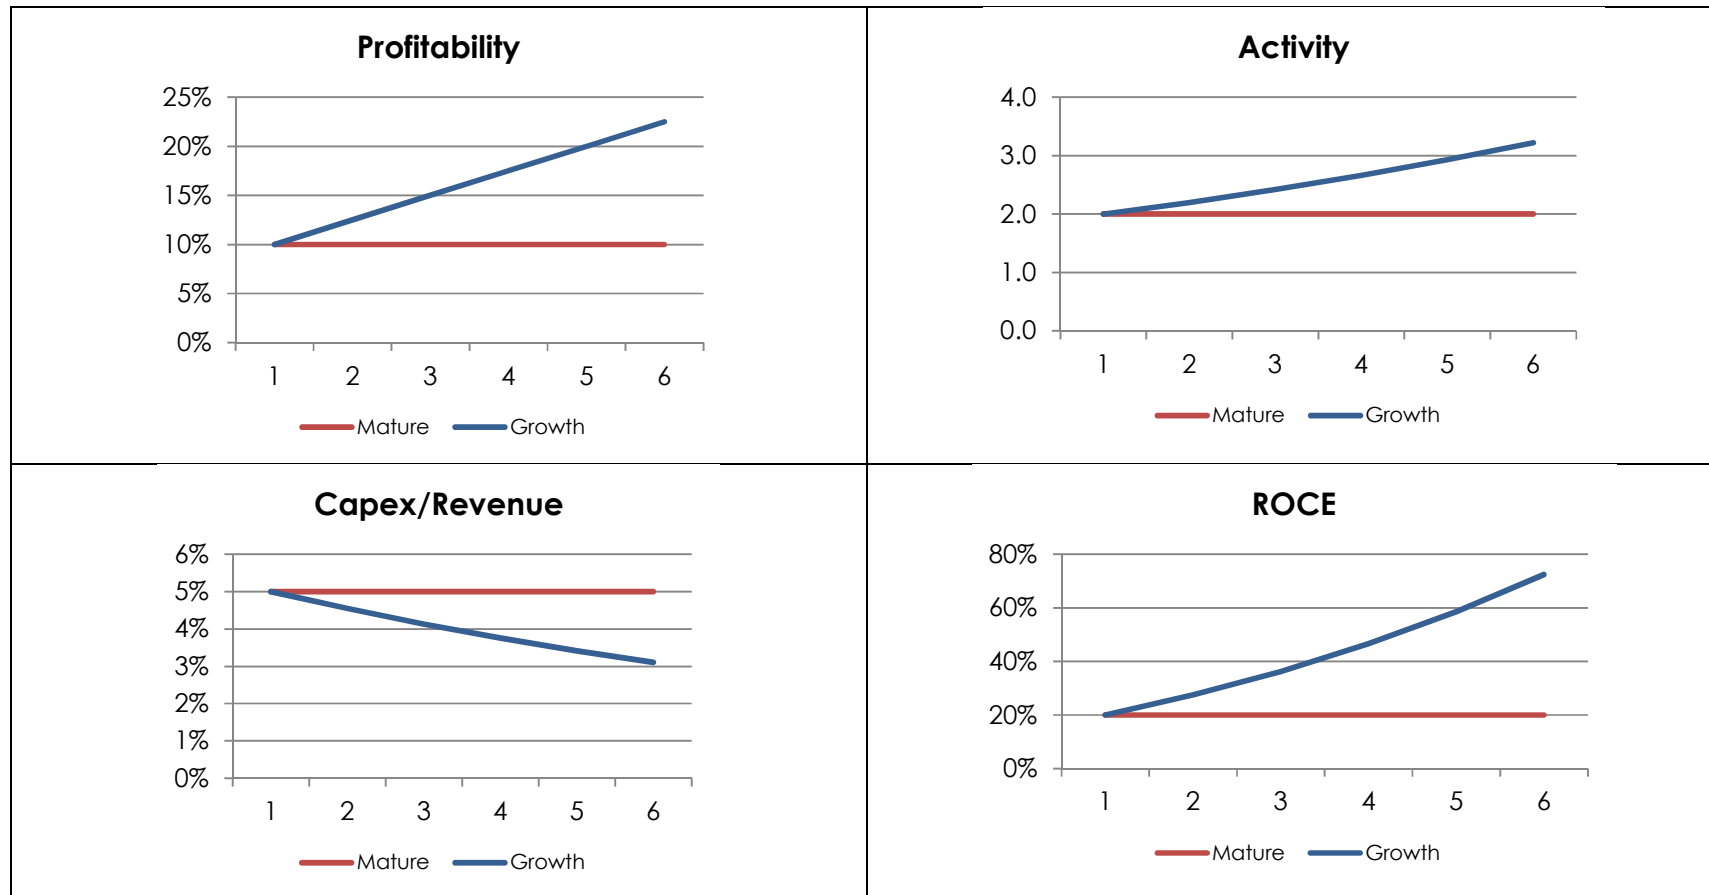 Profitability
25%
20%
15%
10%
5%
0%
1 2 3 4 5 6
Mature Growth
Activity
4.0
3.0
2.0
1.0
0.0
1 2 3 4 5 6
Mature Growth
Capex/Revenue
6%
5%
4%
3%
2%
1%
0%
1 2 3 4 5 6
Mature Growth
ROCE
80%
60%
40%
20%
0%
1 2 3 4 5 6
Mature Growth